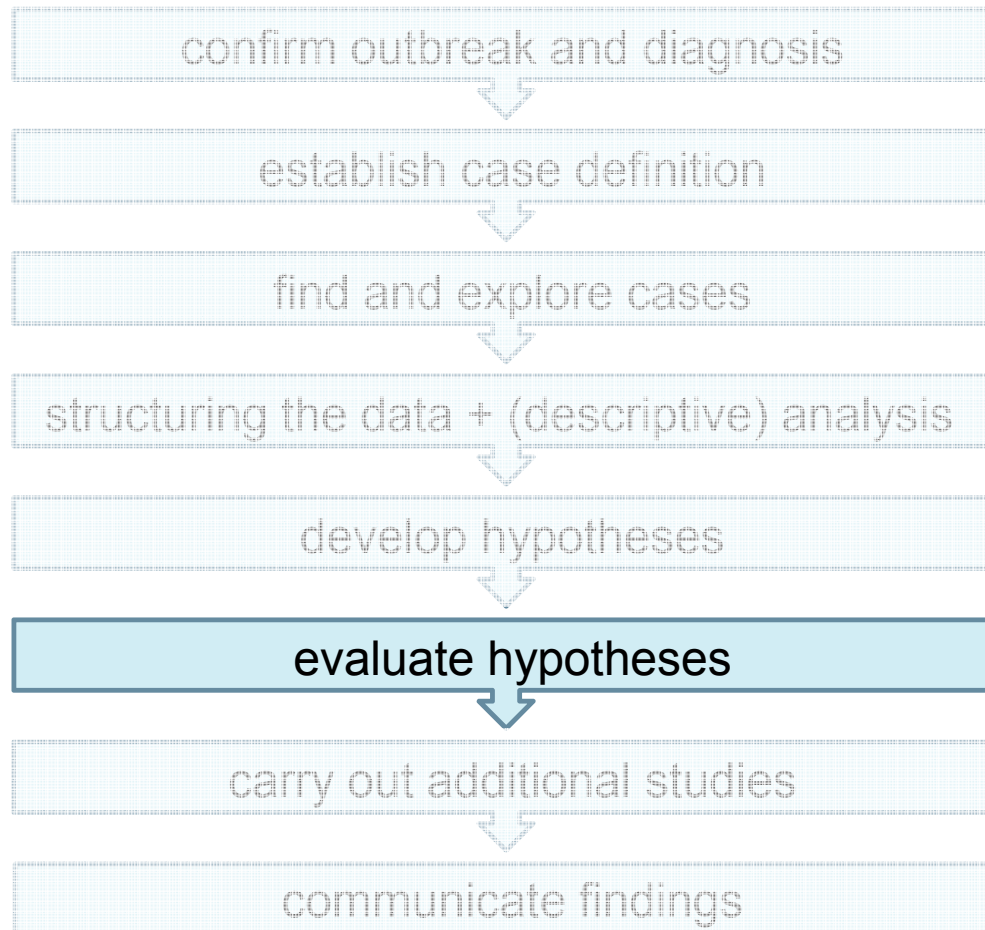 confirm outbreak and diagnosis
establish case definition
find and explore cases
structuring the data + (descriptive) analysis
develop hypotheses
evaluate hypotheses
carry out additional studies
communicate findings